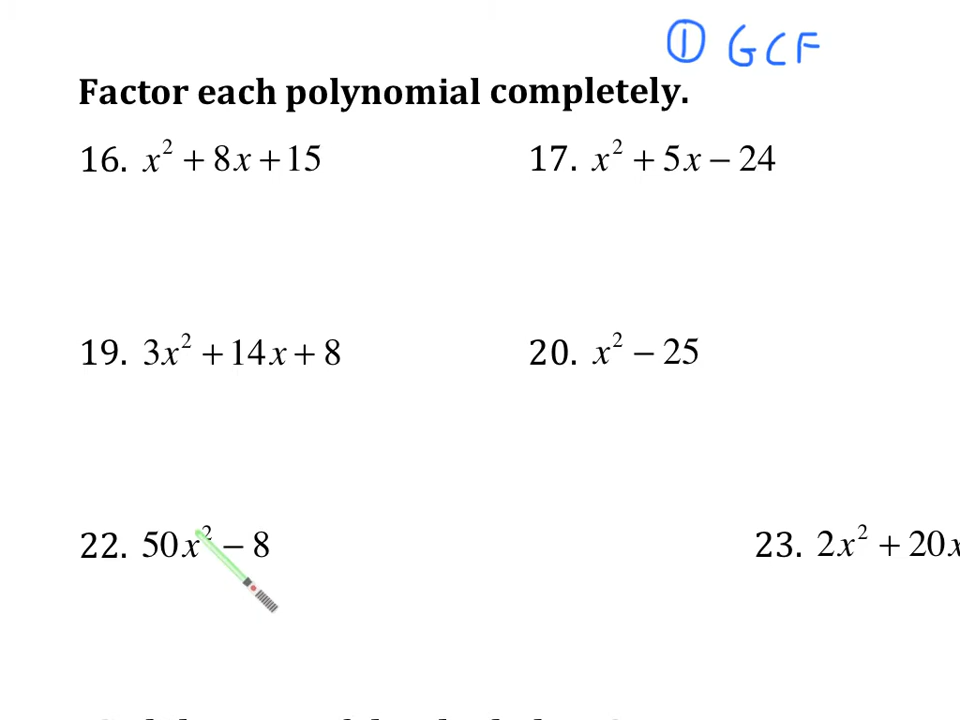 ① GCF
Factor each polynomial completely.
16. x² + 8x + 15
17. x² + 5x − 24
19. 3x² + 14x + 8
20. x² − 25
22. 50x² − 8
23. 2x² + 20x